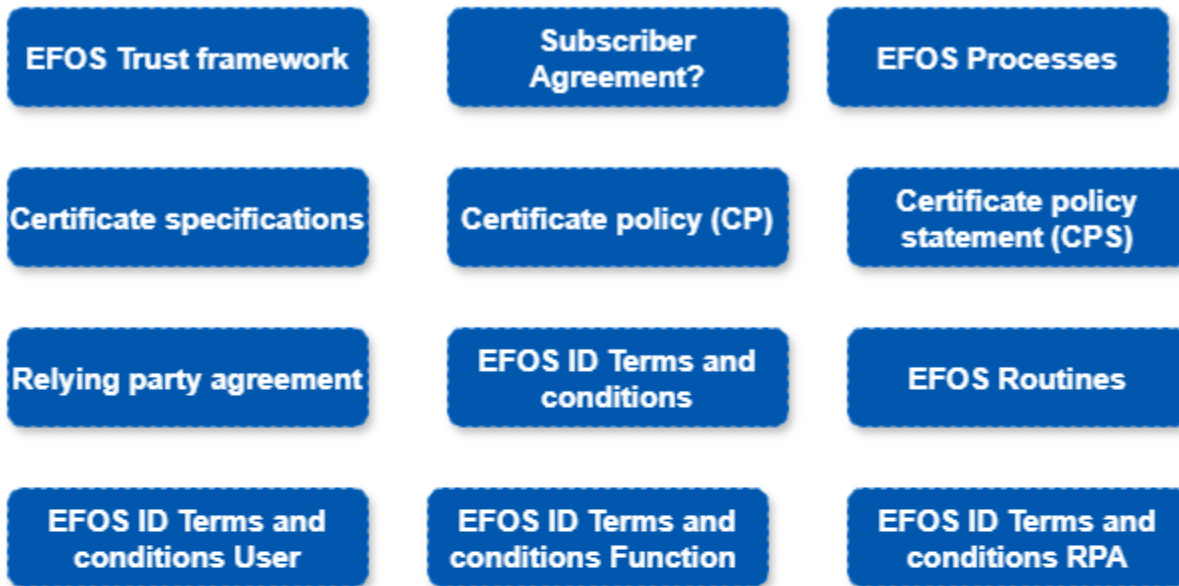 EFOS Trust framework
Subscriber
Agreement?
EFOS Processes
Certificate specifications
Certificate policy (CP)
Certificate policy
statement (CPS)
Relying party agreement
EFOS ID Terms and
conditions
EFOS Routines
EFOS ID Terms and
conditions User
EFOS ID Terms and
conditions Function
EFOS ID Terms and
conditions RPA